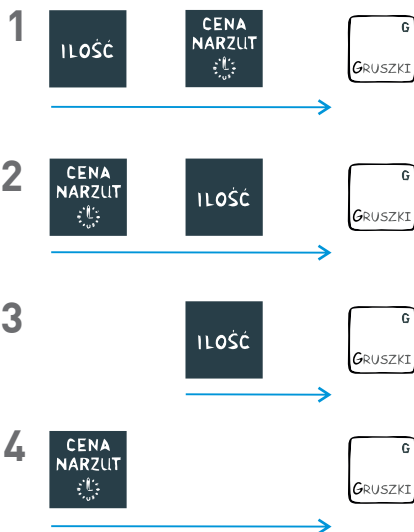 1
ILOŚĆ
CENA
NARZUT
G
GRUSZKI
2
CENA
NARZUT
ILOŚĆ
G
GRUSZKI
3
ILOŚĆ
G
GRUSZKI
4
CENA
NARZUT
G
GRUSZKI